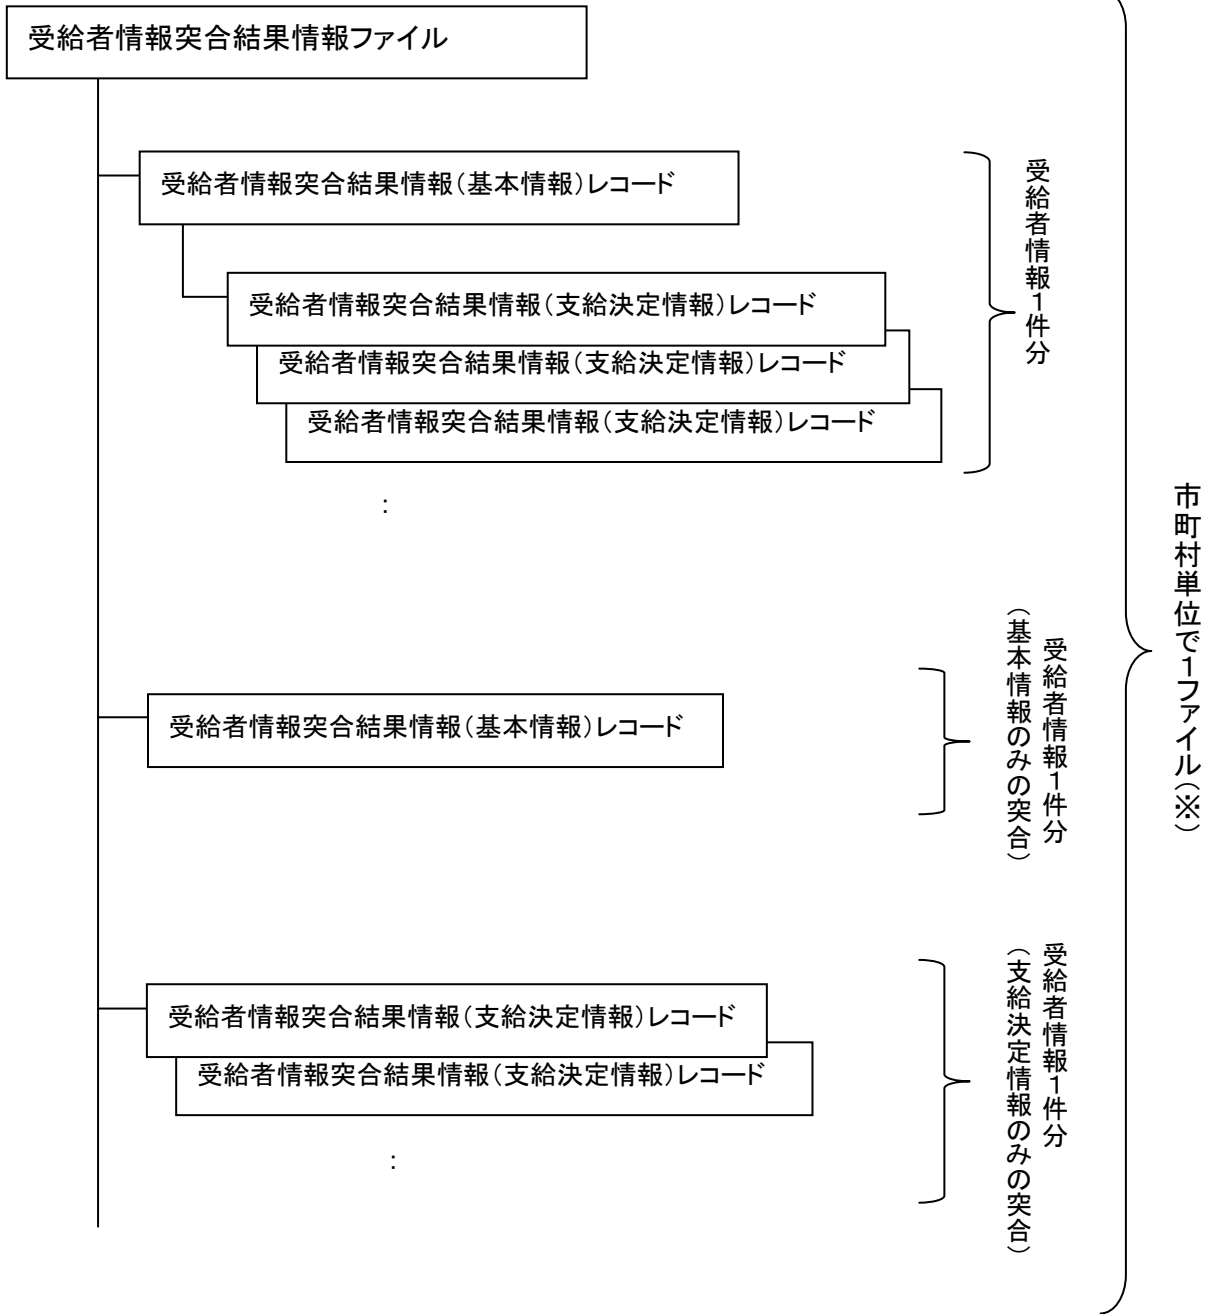 受給者情報突合結果情報ファイル
受給者情報突合結果情報（基本情報）レコード
受給者情報突合結果情報（支給決定情報）レコード
受給者情報突合結果情報（支給決定情報）レコード
受給者情報突合結果情報（支給決定情報）レコード
：
受給者情報１件分
受給者情報突合結果情報（基本情報）レコード
受給者情報１件分
（基本情報のみの突合）
受給者情報突合結果情報（支給決定情報）レコード
受給者情報突合結果情報（支給決定情報）レコード
：
受給者情報１件分
（支給決定情報のみの突合）
市町村単位で１ファイル（※）